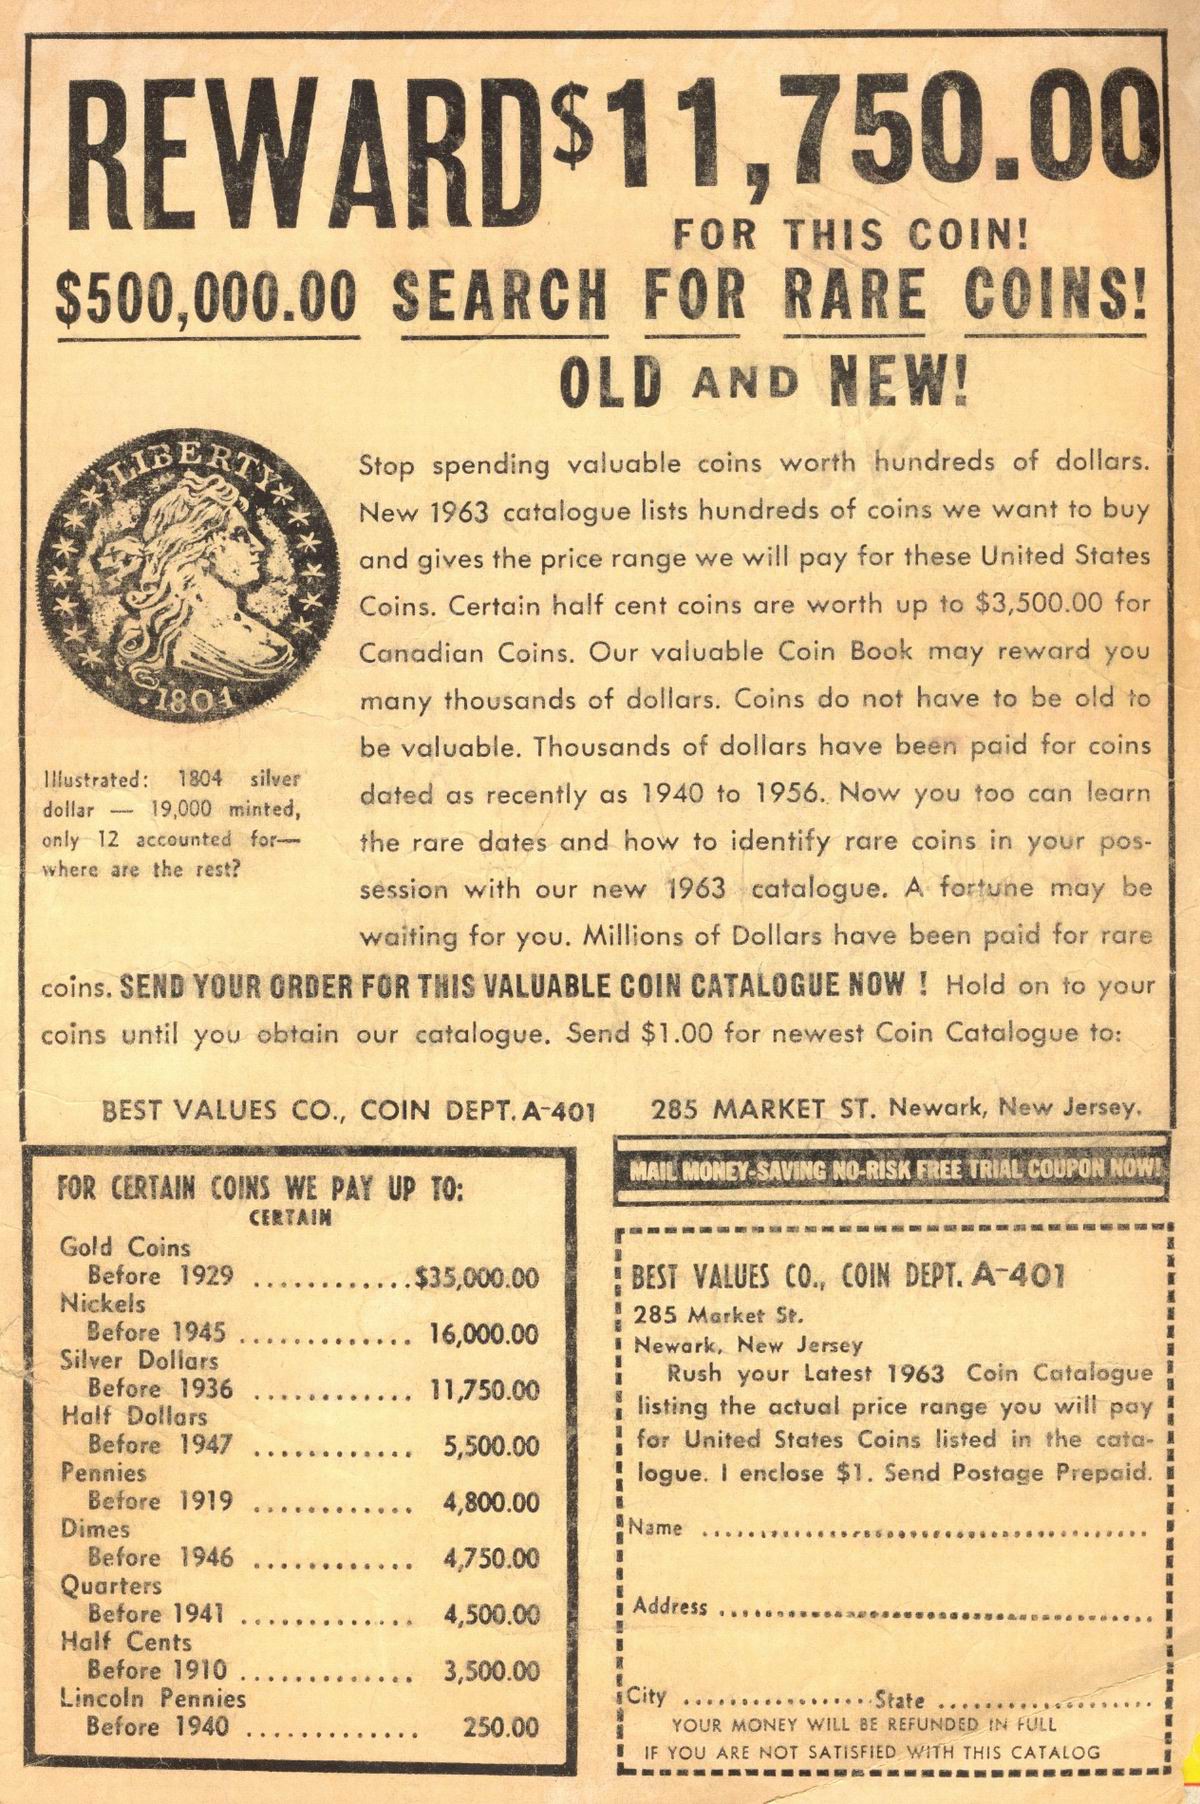 REWARD $11,750.00
FOR THIS COIN!
$500,000.00 SEARCH FOR RARE COINS!
OLD AND NEW!
LIBERTY
1804
Illustrated: 1804 silver
dollar — 19,000 minted,
only 12 accounted for—
where are the rest?
Stop spending valuable coins worth hundreds of dollars.
New 1963 catalogue lists hundreds of coins we want to buy
and gives the price range we will pay for these United States
Coins. Certain half cent coins are worth up to $3,500.00 for
Canadian Coins. Our valuable Coin Book may reward you
many thousands of dollars. Coins do not have to be old to
be valuable. Thousands of dollars have been paid for coins
dated as recently as 1940 to 1956. Now you too can learn
the rare dates and how to identify rare coins in your pos-
session with our new 1963 catalogue. A fortune may be
waiting for you. Millions of Dollars have been paid for rare
coins. SEND YOUR ORDER FOR THIS VALUABLE COIN CATALOGUE NOW ! Hold on to your
coins until you obtain our catalogue. Send $1.00 for newest Coin Catalogue to:
BEST VALUES CO., COIN DEPT. A-401 285 MARKET ST. Newark, New Jersey.
FOR CERTAIN COINS WE PAY UP TO:
CERTAIN
Gold Coins
Before 1929 ............$35,000.00
Nickels
Before 1945 ............. 16,000.00
Silver Dollars
Before 1936 ............ 11,750.00
Half Dollars
Before 1947 ............ 5,500.00
Pennies
Before 1919 ............ 4,800.00
Dimes
Before 1946 ............ 4,750.00
Quarters
Before 1941 ............. 4,500.00
Half Cents
Before 1910 ............. 3,500.00
Lincoln Pennies
Before 1940 ............. 250.00
MAIL MONEY-SAVING NO-RISK FREE TRIAL COUPON NOW!
BEST VALUES CO., COIN DEPT. A-401
285 Market St.
Newark, New Jersey
Rush your Latest 1963 Coin Catalogue
listing the actual price range you will pay
for United States Coins listed in the cata-
logue. I enclose $1. Send Postage Prepaid.
Name ........................................
Address .......................................
City .................State ....................
YOUR MONEY WILL BE REFUNDED IN FULL
IF YOU ARE NOT SATISFIED WITH THIS CATALOG